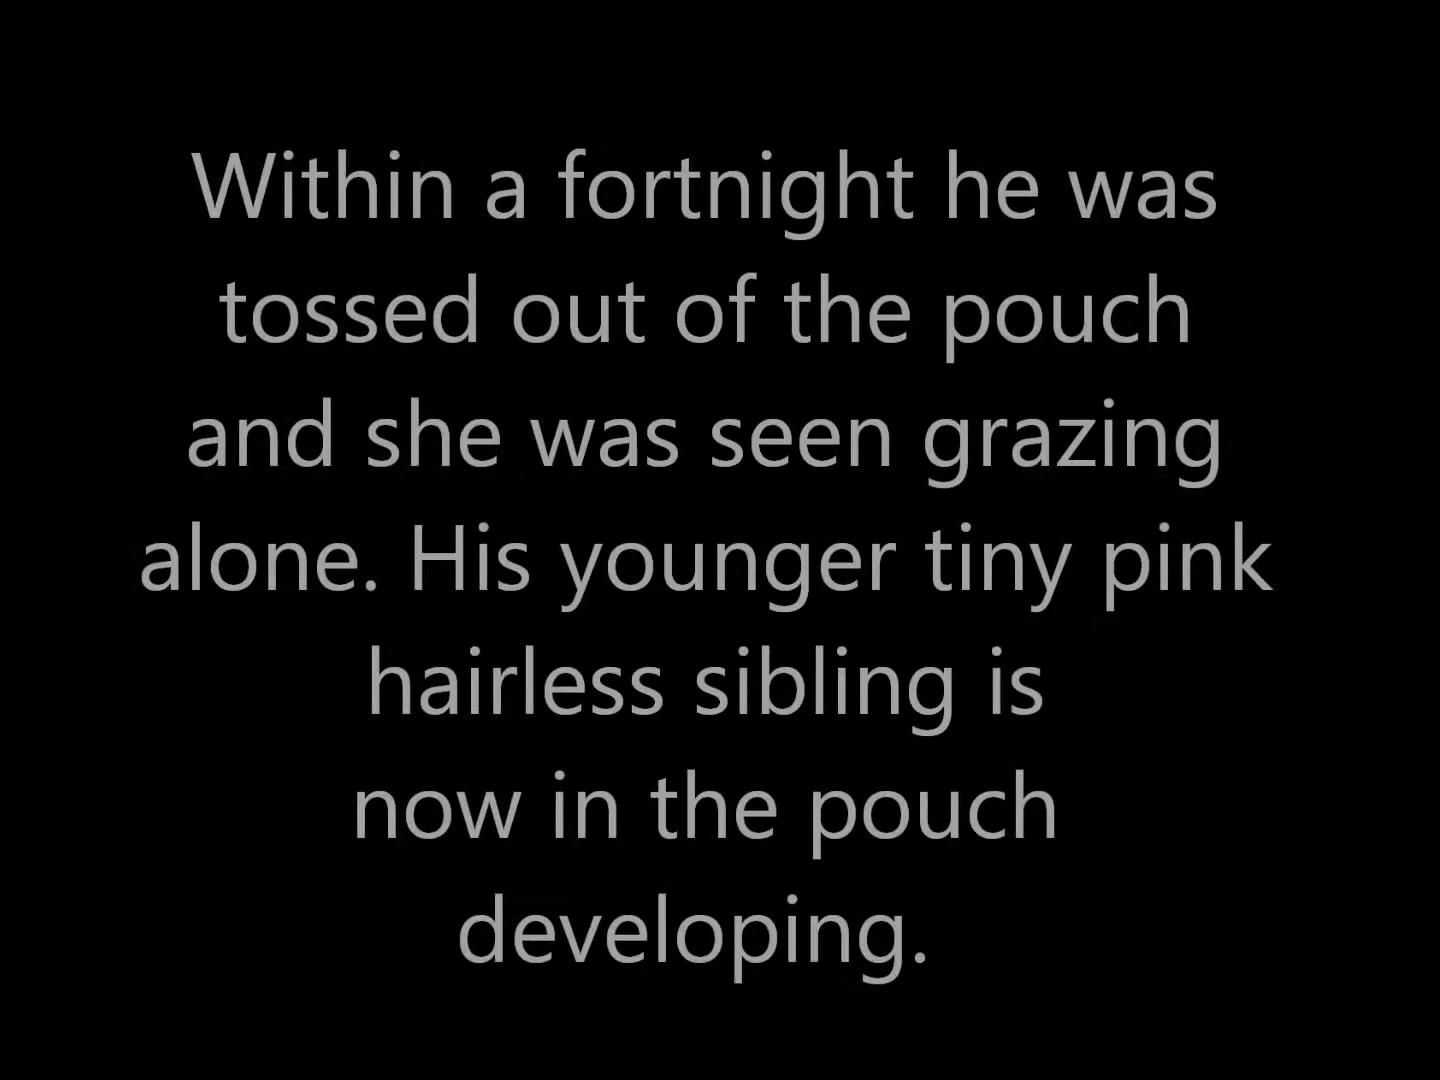 Within a fortnight he was
tossed out of the pouch
and she was seen grazing
alone. His younger tiny pink
hairless sibling is
now in the pouch
developing.